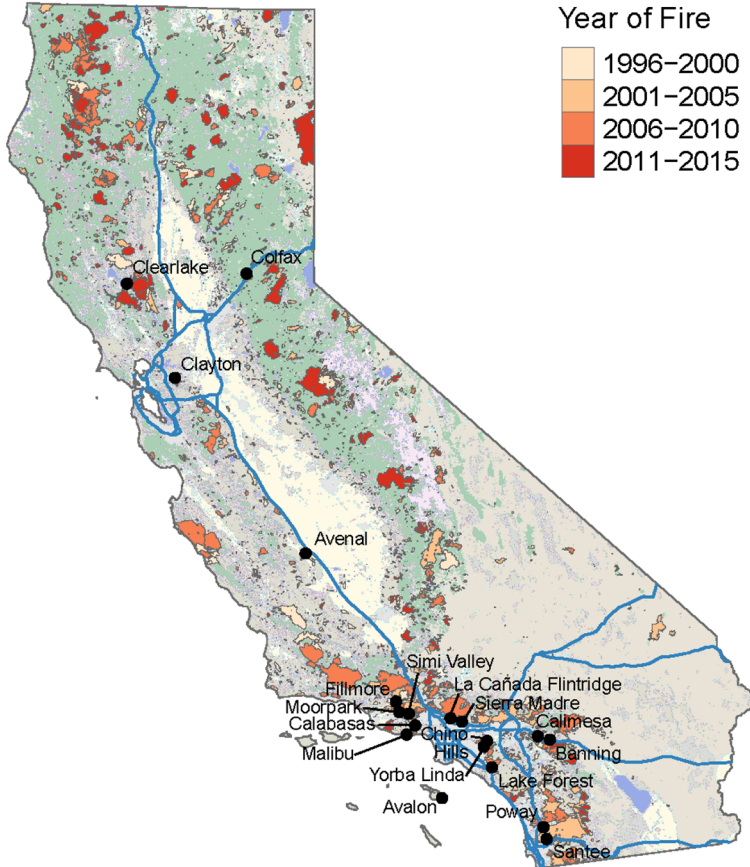 Year of Fire
1996−2000
2001−2005
2006−2010
2011−2015
Colfax
Clearlake
Clayton
Avenal
Simi Valley
Fillmore
La Cañada Flintridge
Moorpark
Sierra Madre
Calabasas
Calimesa
Chino
Hills
Malibu
Banning
Yorba Linda
Lake Forest
Avalon
Poway
Santee